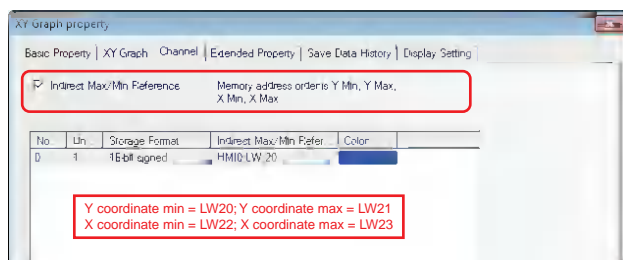 XY Graph property
Basic Property | XY Graph | Channel | Extended Property | Save Data History | Display Setting
Indirect Max/Min Reference Memory address order is Y Min, Y Max,
X Min, X Max
No. Lin Storage Format Indirect Max/Min Refer... Color
0 1 16-bit signed HMI0:LW 20
Y coordinate min = LW20; Y coordinate max = LW21
X coordinate min = LW22; X coordinate max = LW23